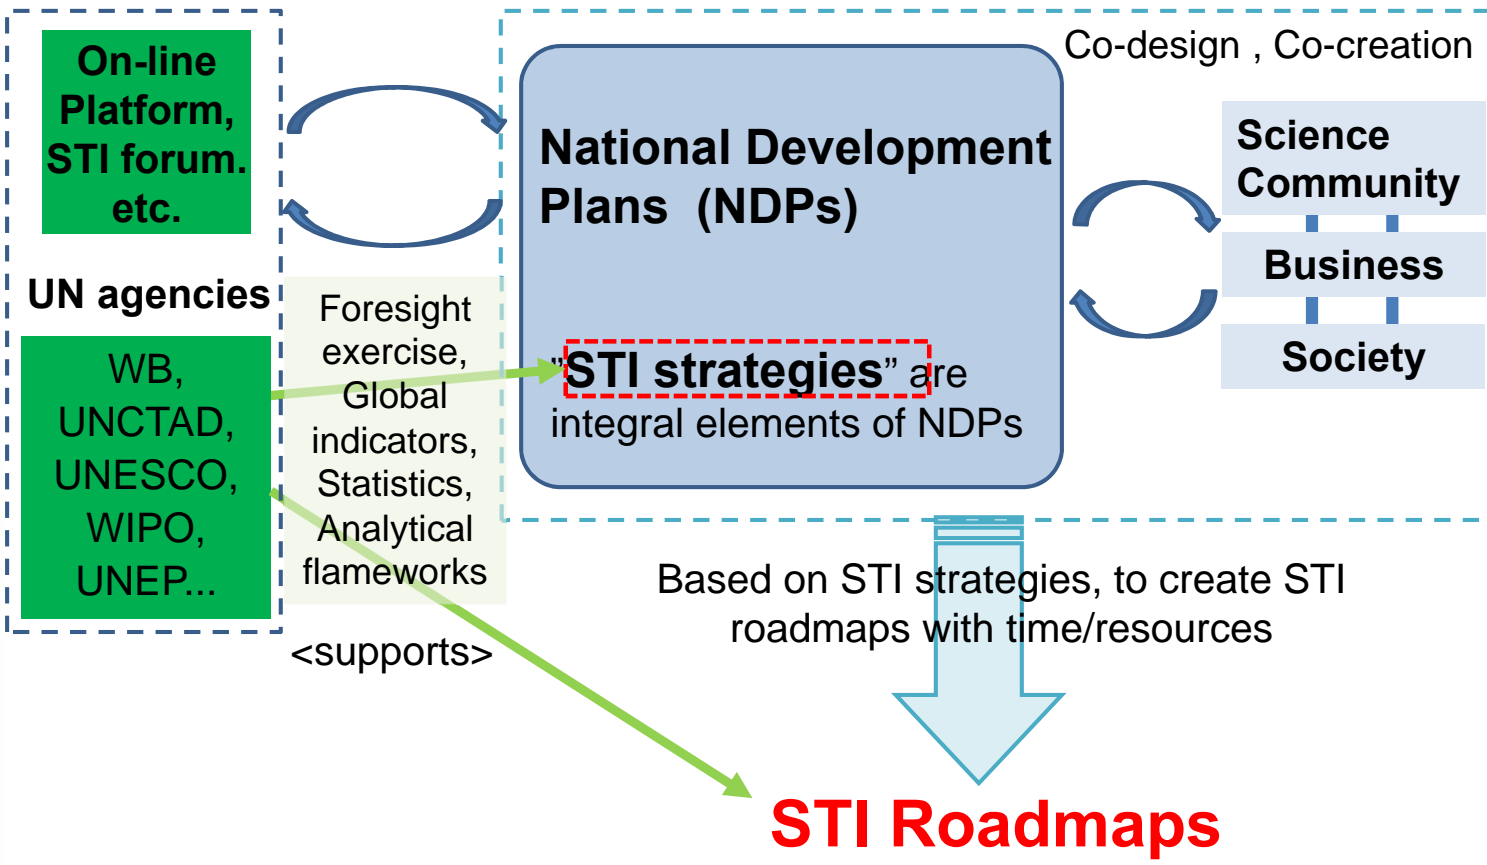 On-line
Platform,
STI forum.
etc.
UN agencies
WB,
UNCTAD,
UNESCO,
WIPO,
UNEP...
Foresight
exercise,
Global
indicators,
Statistics,
Analytical
flameworks
<supports>
National Development
Plans (NDPs)
”STI strategies” are
integral elements of NDPs
Co-design , Co-creation
Science
Community
Business
Society
Based on STI strategies, to create STI
roadmaps with time/resources
STI Roadmaps